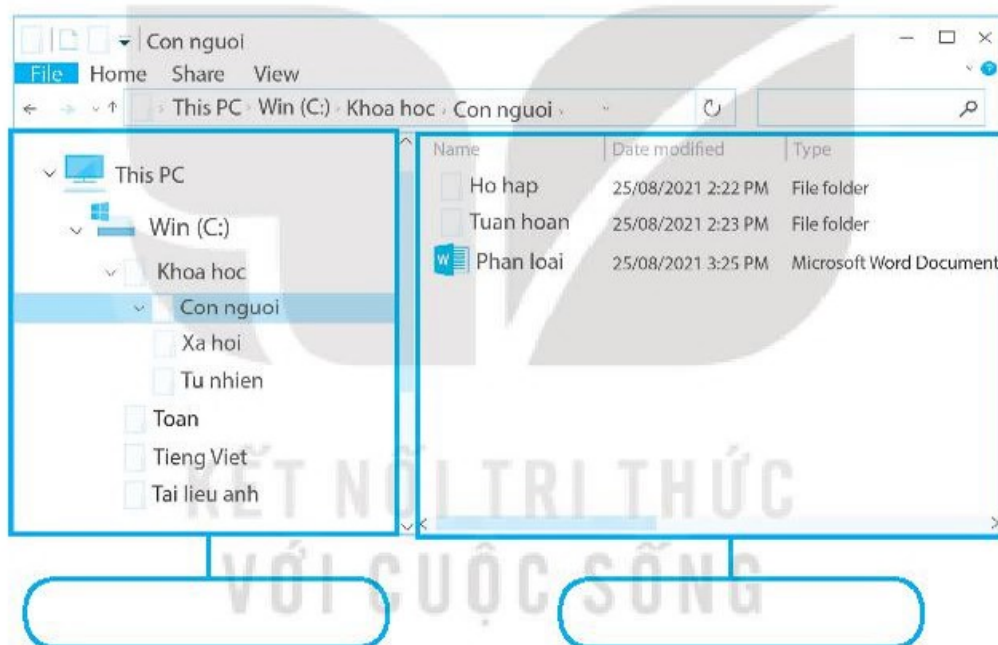 Con nguoi
File Home Share View
This PC Win (C:) Khoa hoc Con nguoi
This PC
Win (C:)
Khoa hoc
Con nguoi
Xa hoi
Tu nhien
Toan
Tieng Viet
Tai lieu anh
Name Date modified Type
Ho hap 25/08/2021 2:22 PM File folder
Tuan hoan 25/08/2021 2:23 PM File folder
W Phan loai 25/08/2021 3:25 PM Microsoft Word Document
KẾT NỐI TRI THỨC
VỚI CUỘC SỐNG